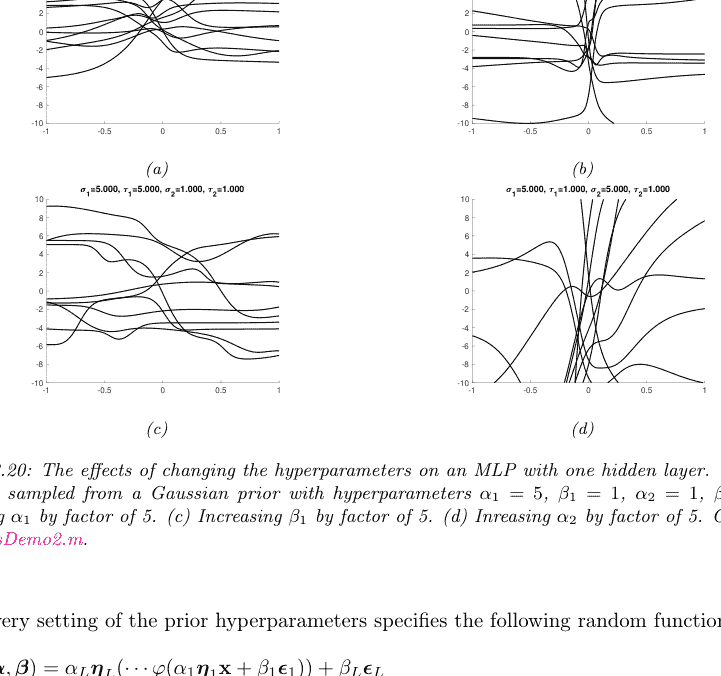 2 2
0 0
-2 -2
-4 -4
-6 -6
-8 -8
-10 -10
-1 -0.5 0 0.5 1 -1 -0.5 0 0.5 1
(a) (b)
σ1=5.000, τ1=5.000, σ2=1.000, τ2=1.000 σ1=5.000, τ1=1.000, σ2=5.000, τ2=1.000
10 10
8 8
6 6
4 4
2 2
0 0
-2 -2
-4 -4
-6 -6
-8 -8
-10 -10
-1 -0.5 0 0.5 1 -1 -0.5 0 0.5 1
(c) (d)
.20: The effects of changing the hyperparameters on an MLP with one hidden layer.
sampled from a Gaussian prior with hyperparameters α1 = 5, β1 = 1, α2 = 1, β
g α1 by factor of 5. (c) Increasing β1 by factor of 5. (d) Inreasing α2 by factor of 5.
sDemo2.m.
very setting of the prior hyperparameters specifies the following random function
α, β) = αLηL(··· φ(α1η1x + β1ϵ1)) + βLϵL